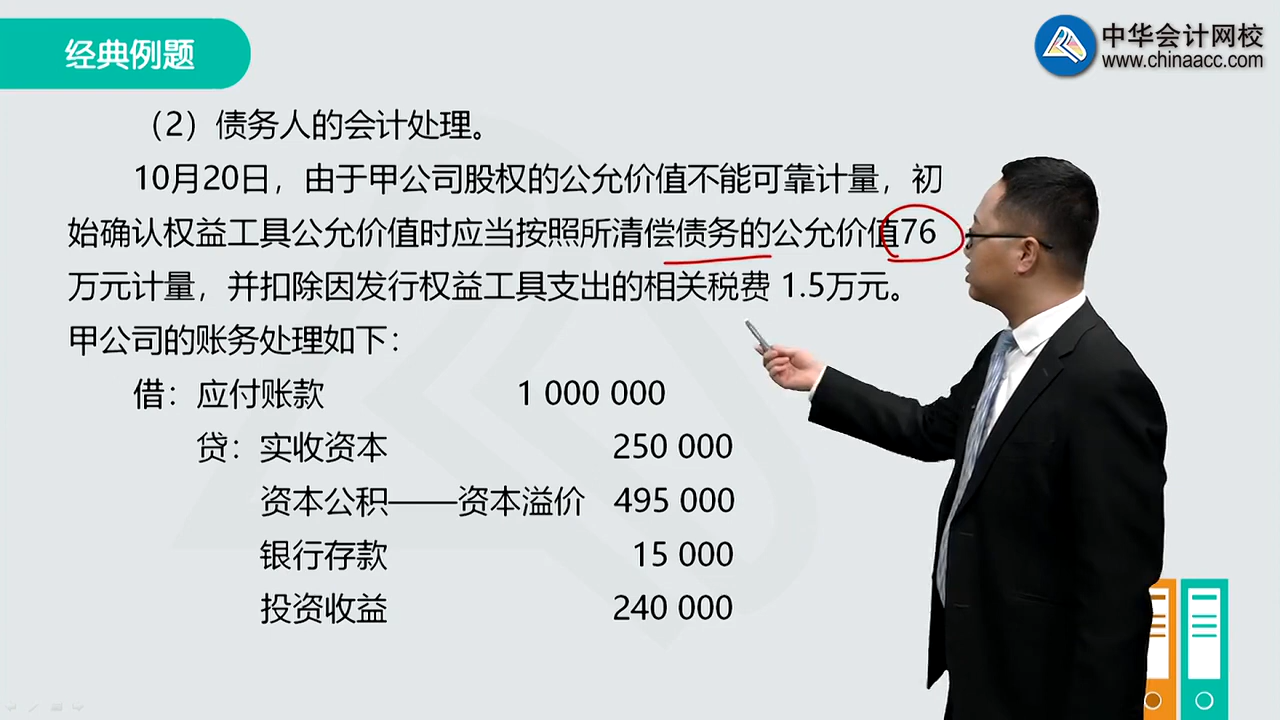 经典例题
中华会计网校
www.chinaacc.com
（2）债务人的会计处理。
10月20日，由于甲公司股权的公允价值不能可靠计量，初
始确认权益工具公允价值时应当按照所清偿债务的公允价值76
万元计量，并扣除因发行权益工具支出的相关税费 1.5万元。
甲公司的账务处理如下：
借：应付账款 1 000 000
贷：实收资本 250 000
资本公积——资本溢价 495 000
银行存款 15 000
投资收益 240 000